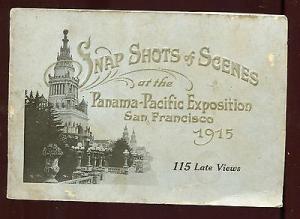 Snap Shots of Scenes
at the
Panama-Pacific Exposition
San Francisco
1915
115 Late Views